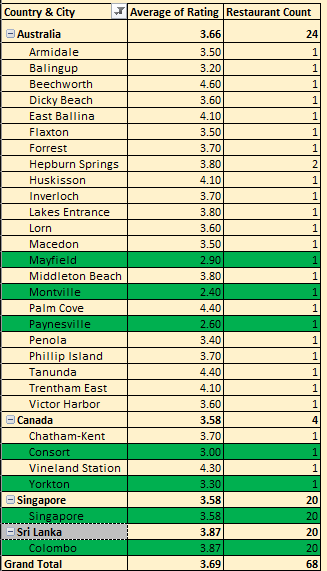 Country & City Average of Rating Restaurant Count
Australia 3.66 24
Armidale 3.50 1
Balingup 3.20 1
Beechworth 4.60 1
Dicky Beach 3.60 1
East Ballina 4.10 1
Flaxton 3.50 1
Forrest 3.70 1
Hepburn Springs 3.80 2
Huskisson 4.10 1
Inverloch 3.70 1
Lakes Entrance 3.80 1
Lorn 3.60 1
Macedon 3.50 1
Mayfield 2.90 1
Middleton Beach 3.80 1
Montville 2.40 1
Palm Cove 4.40 1
Paynesville 2.60 1
Penola 3.40 1
Phillip Island 3.70 1
Tanunda 4.40 1
Trentham East 4.10 1
Victor Harbor 3.60 1
Canada 3.58 4
Chatham-Kent 3.70 1
Consort 3.00 1
Vineland Station 4.30 1
Yorkton 3.30 1
Singapore 3.58 20
Singapore 3.58 20
Sri Lanka 3.87 20
Colombo 3.87 20
Grand Total 3.69 68